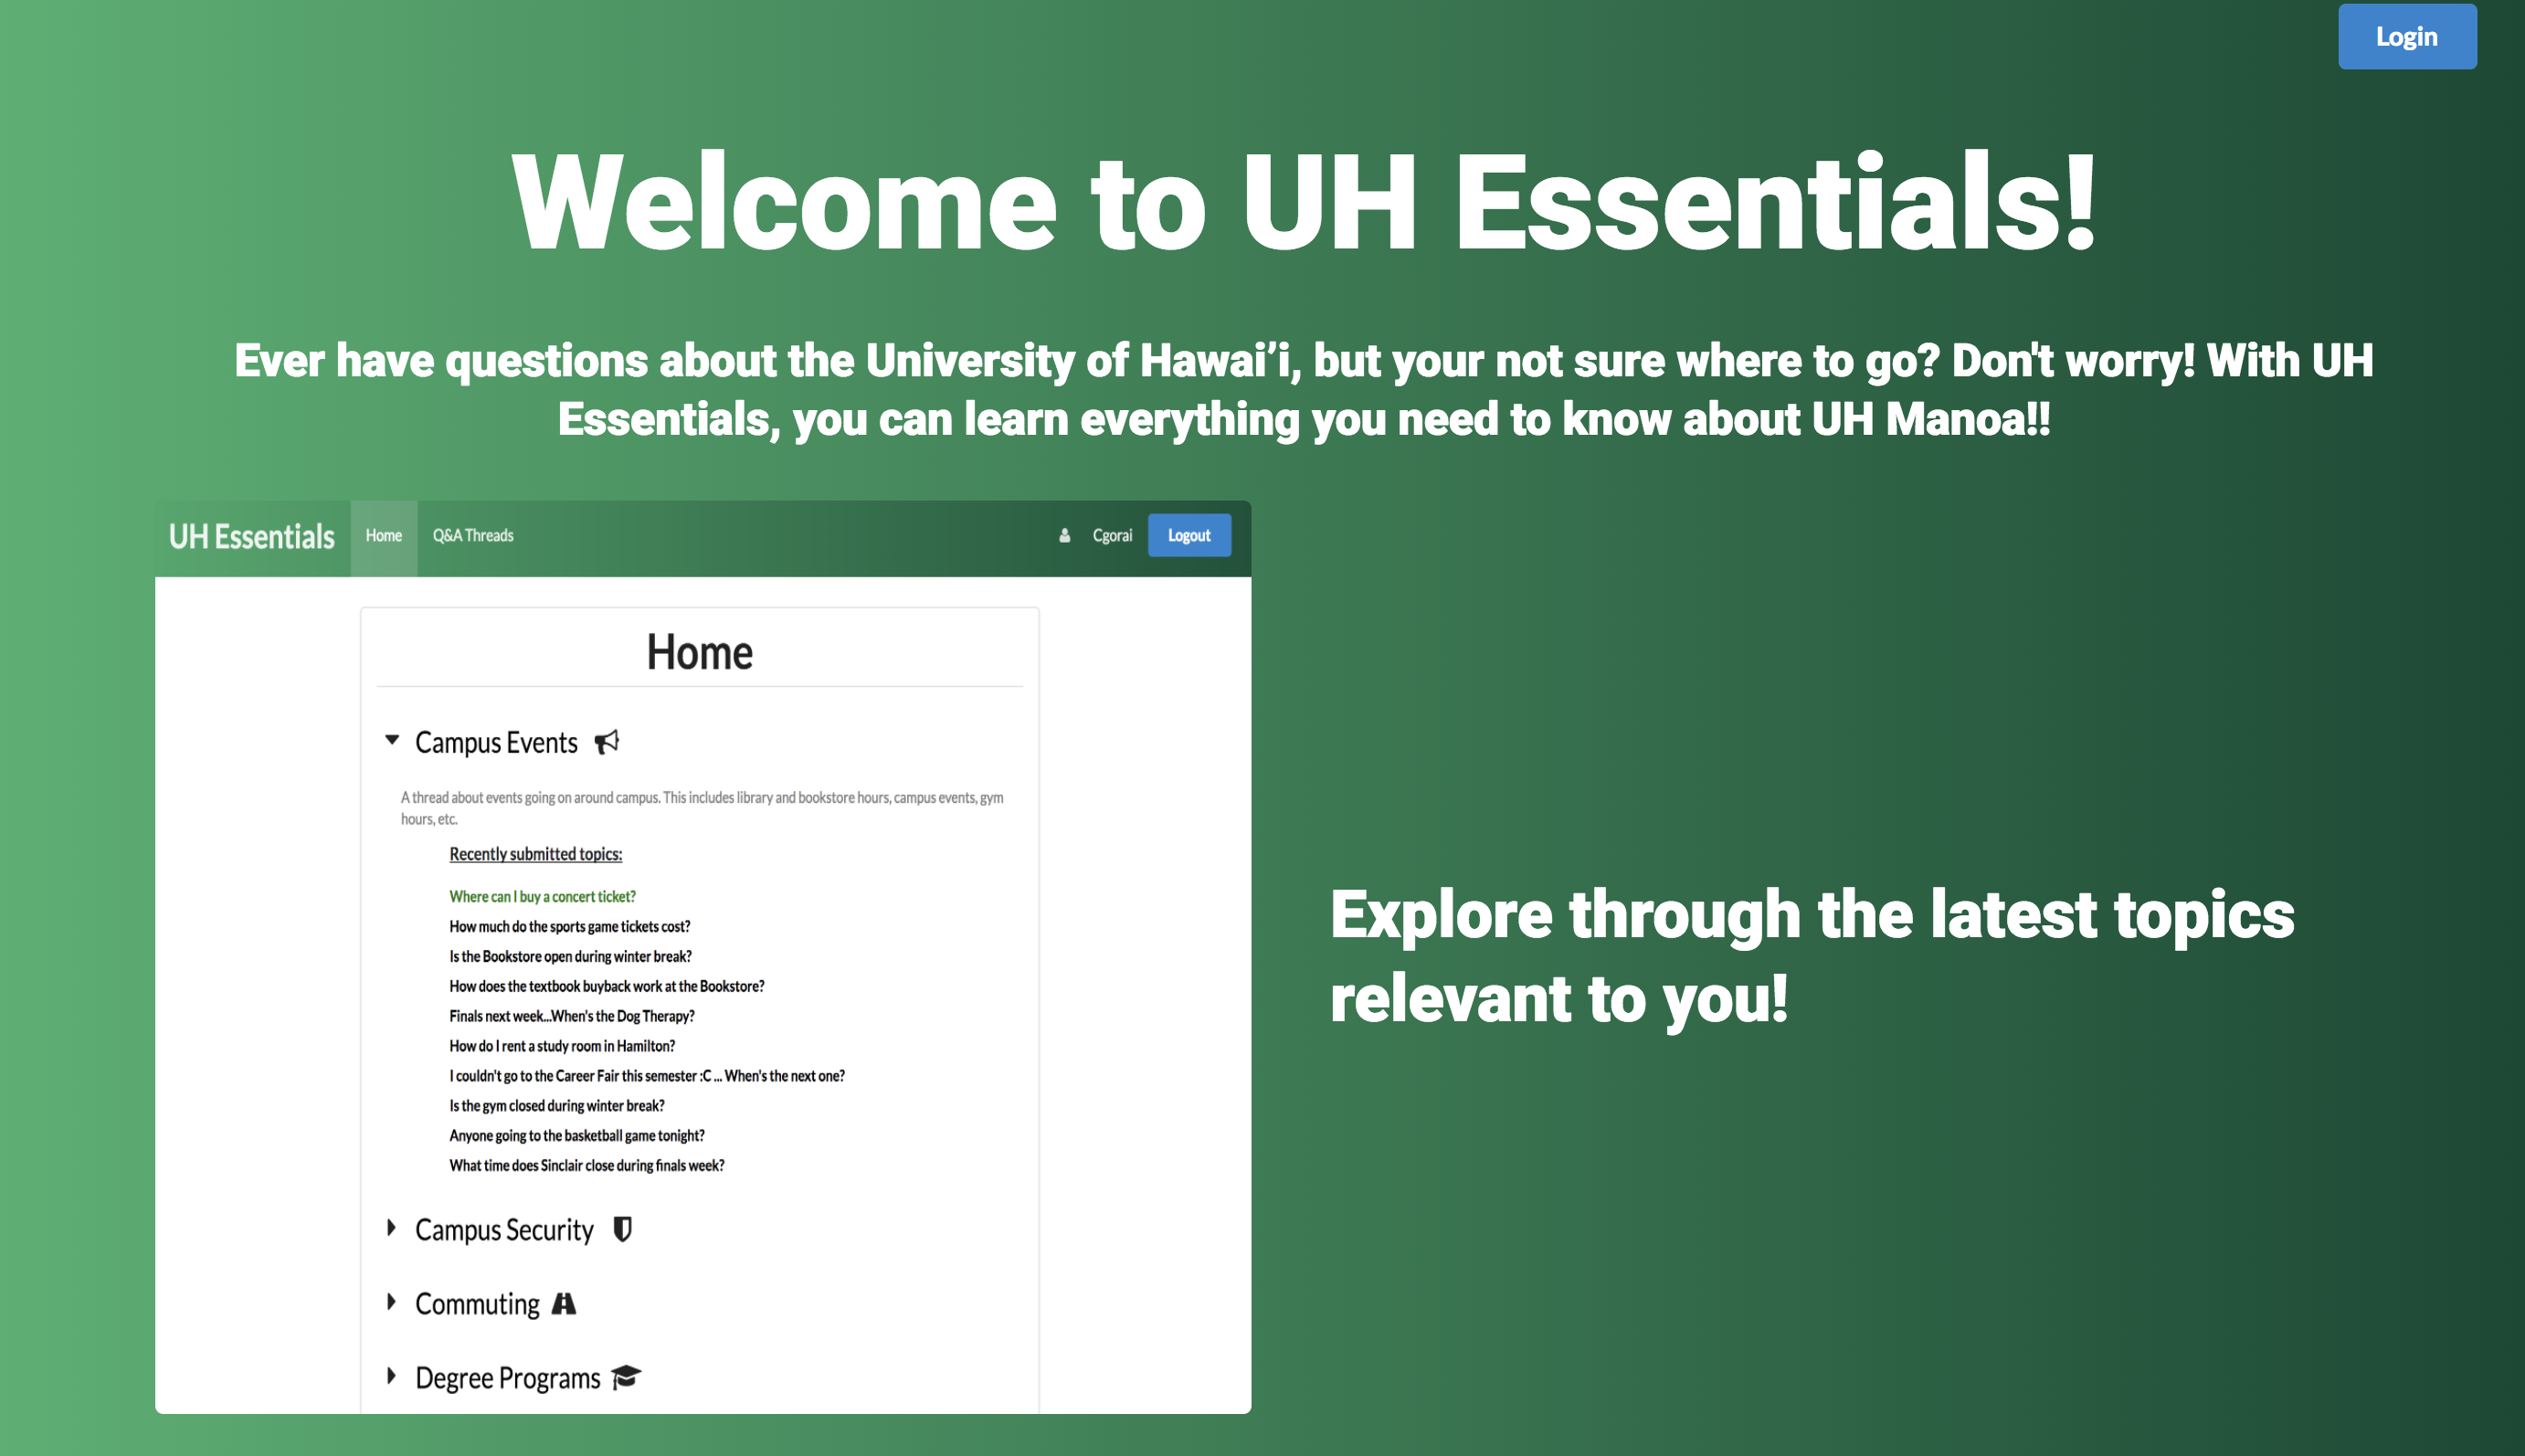 Login
Welcome to UH Essentials!
Ever have questions about the University of Hawai’i, but your not sure where to go? Don't worry! With UH
Essentials, you can learn everything you need to know about UH Manoa!!
UH Essentials Home Q&A Threads Cgorai Logout
Home
Campus Events
A thread about events going on around campus. This includes library and bookstore hours, campus events, gym
hours, etc.
Recently submitted topics:
Where can I buy a concert ticket?
How much do the sports game tickets cost?
Is the Bookstore open during winter break?
How does the textbook buyback work at the Bookstore?
Finals next week...When's the Dog Therapy?
How do I rent a study room in Hamilton?
I couldn't go to the Career Fair this semester :C ... When's the next one?
Is the gym closed during winter break?
Anyone going to the basketball game tonight?
What time does Sinclair close during finals week?
Campus Security
Commuting
Degree Programs
Explore through the latest topics
relevant to you!